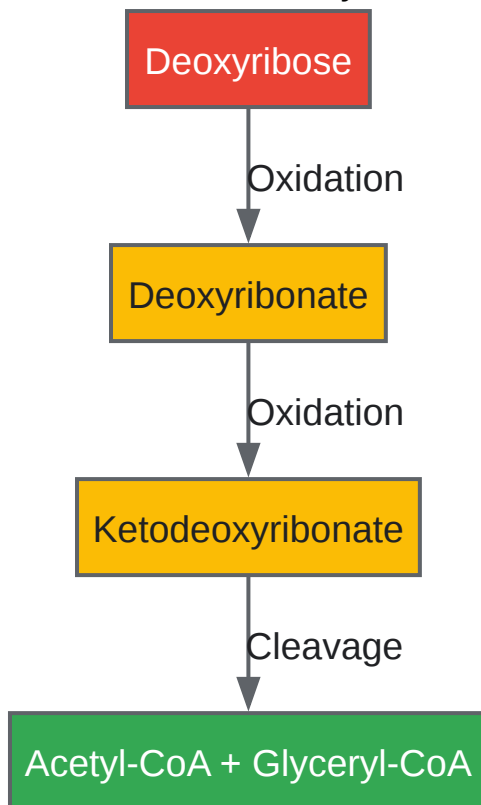 Deoxyribose
Oxidation
Deoxyribonate
Oxidation
Ketodeoxyribonate
Cleavage
Acetyl-CoA + Glyceryl-CoA